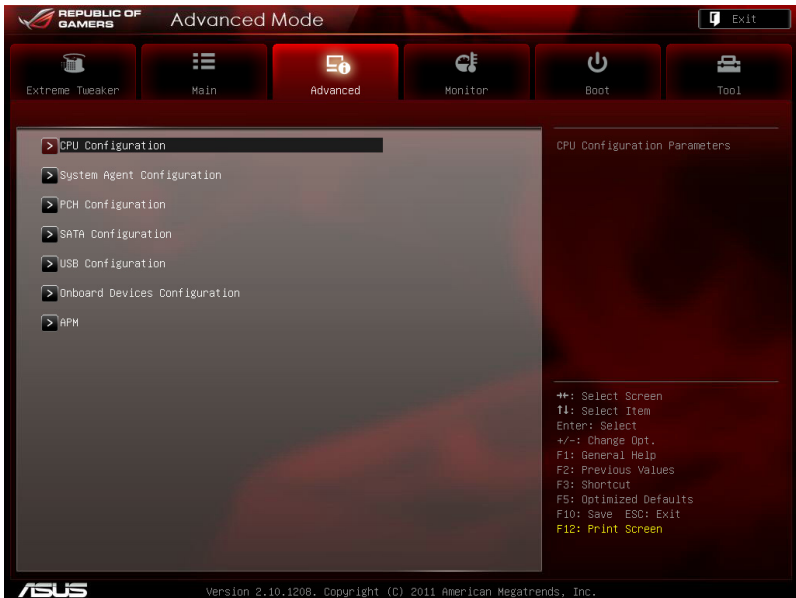 REPUBLIC OF
GAMERS
Advanced Mode
Exit
Extreme Tweaker
Main
Advanced
Monitor
Boot
Tool
> CPU Configuration
> System Agent Configuration
> PCH Configuration
> SATA Configuration
> USB Configuration
> Onboard Devices Configuration
> APM
CPU Configuration Parameters
→←: Select Screen
↑↓: Select Item
Enter: Select
+/-: Change Opt.
F1: General Help
F2: Previous Values
F3: Shortcut
F5: Optimized Defaults
F10: Save ESC: Exit
F12: Print Screen
ASUS
Version 2.10.1208. Copyright (C) 2011 American Megatrends, Inc.